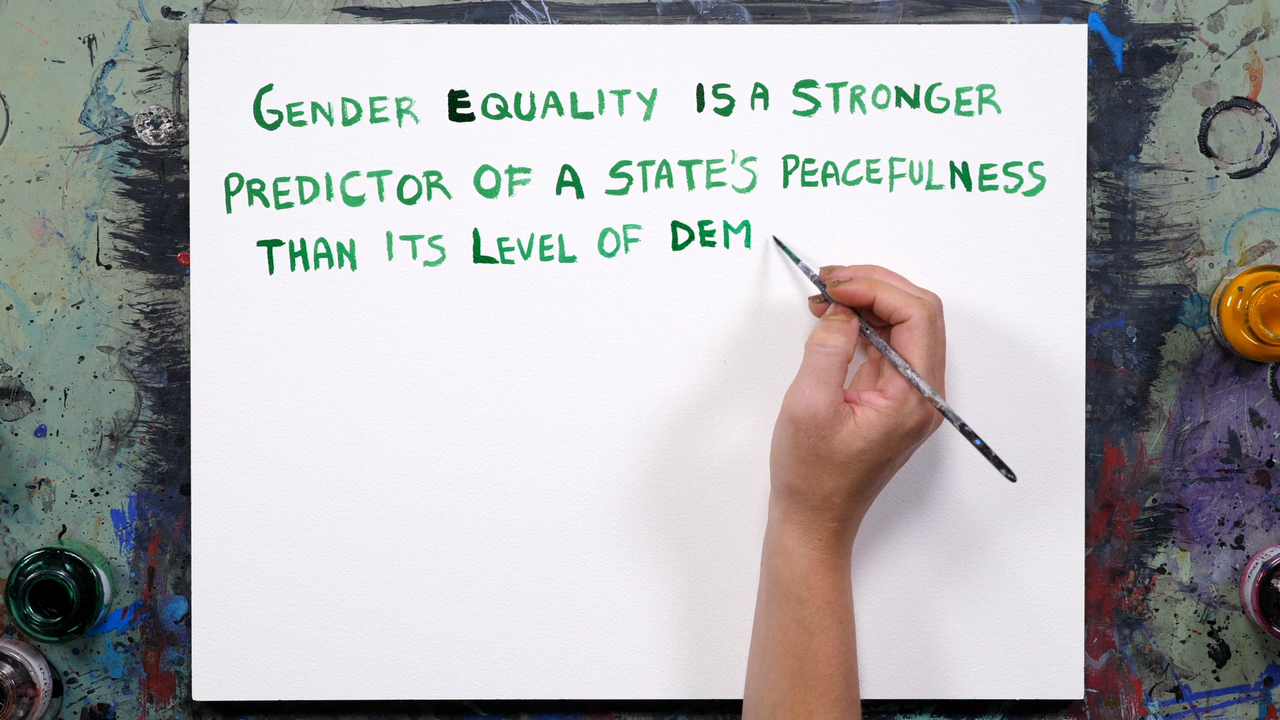 GENDER EQUALITY IS A STRONGER
PREDICTOR OF A STATE'S PEACEFULNESS
THAN ITS LEVEL OF DEM